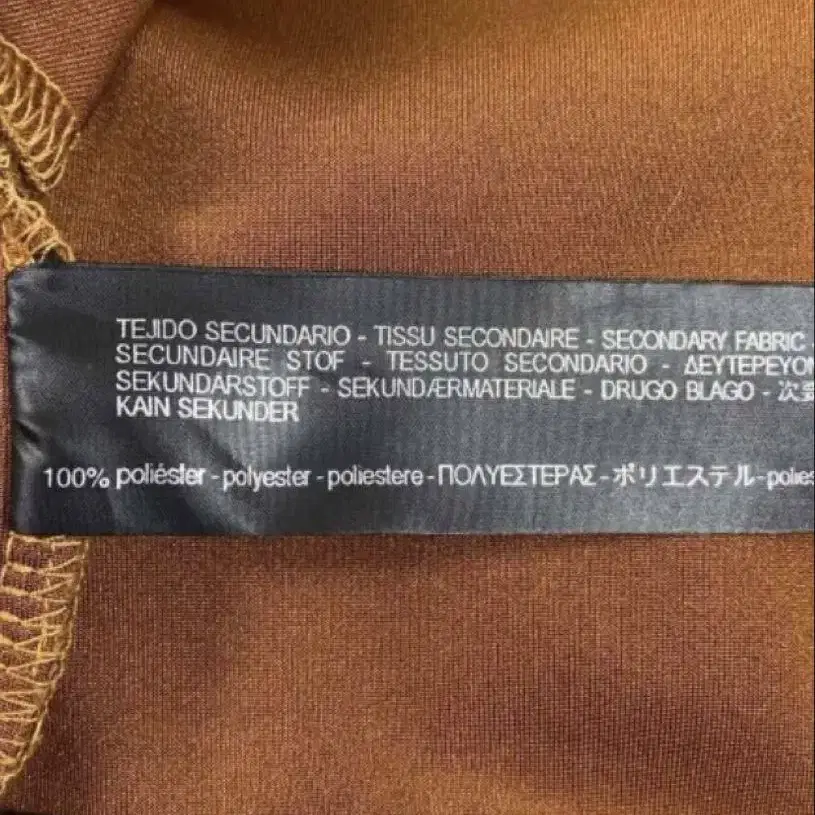 TEJIDO SECUNDARIO - TISSU SECONDAIRE - SECONDARY FABRIC -
SECUNDAIRE STOF - TESSUTO SECONDARIO -
SEKUNDÄRSTOFF - SEKUNDÆRMATERIALE - DRUGO BLAGO -
KAIN SEKUNDER
100% poliéster - polyester - poliestere - ΠΟΛΥΕΣΤΕΡΑΣ - ポリエステル -